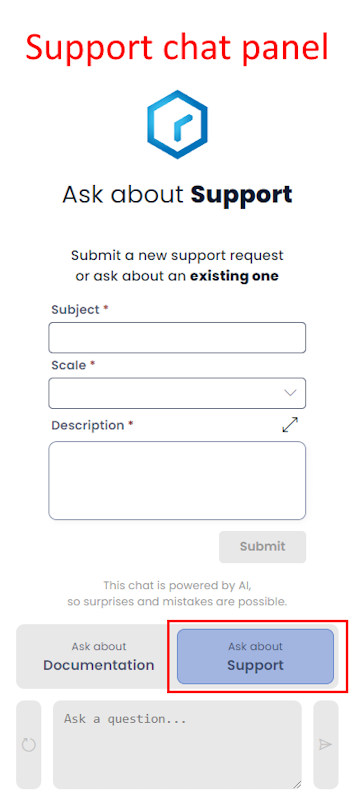 Support chat panel
Ask about Support
Submit a new support request
or ask about an existing one
Subject *
Scale *
Description *
Submit
This chat is powered by AI,
so surprises and mistakes are possible.
Ask about
Documentation
Ask about
Support
Ask a question...